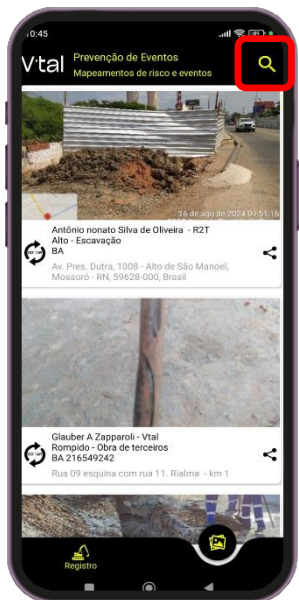 0:45
V·tal
Prevenção de Eventos
Mapeamentos de risco e eventos
16 de ago de 2024 09:51:16
Antônio nonato Silva de Oliveira - R2T
Alto - Escavação
BA
Av. Pres. Dutra, 1008 - Alto de São Manoel,
Mossoró - RN, 59628-000, Brasil
Glauber A Zapparoli - Vtal
Rompido - Obra de terceiros
BA 216549242
Rua 09 esquina com rua 11. Rialma - km 1
Registro